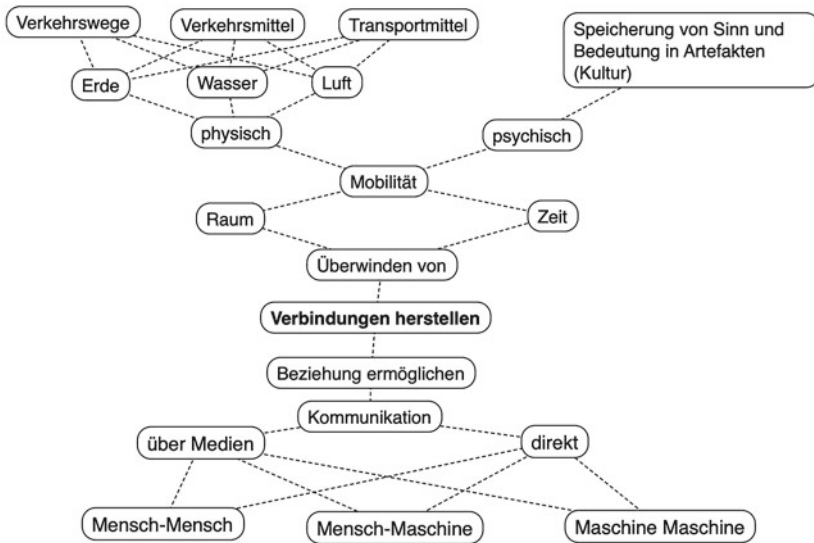 Verkehrswege
Verkehrsmittel
Transportmittel
Speicherung von Sinn und
Bedeutung in Artefakten
(Kultur)
Erde
Wasser
Luft
physisch
psychisch
Mobilität
Raum
Zeit
Überwinden von
Verbindungen herstellen
Beziehung ermöglichen
Kommunikation
über Medien
direkt
Mensch-Mensch
Mensch-Maschine
Maschine Maschine